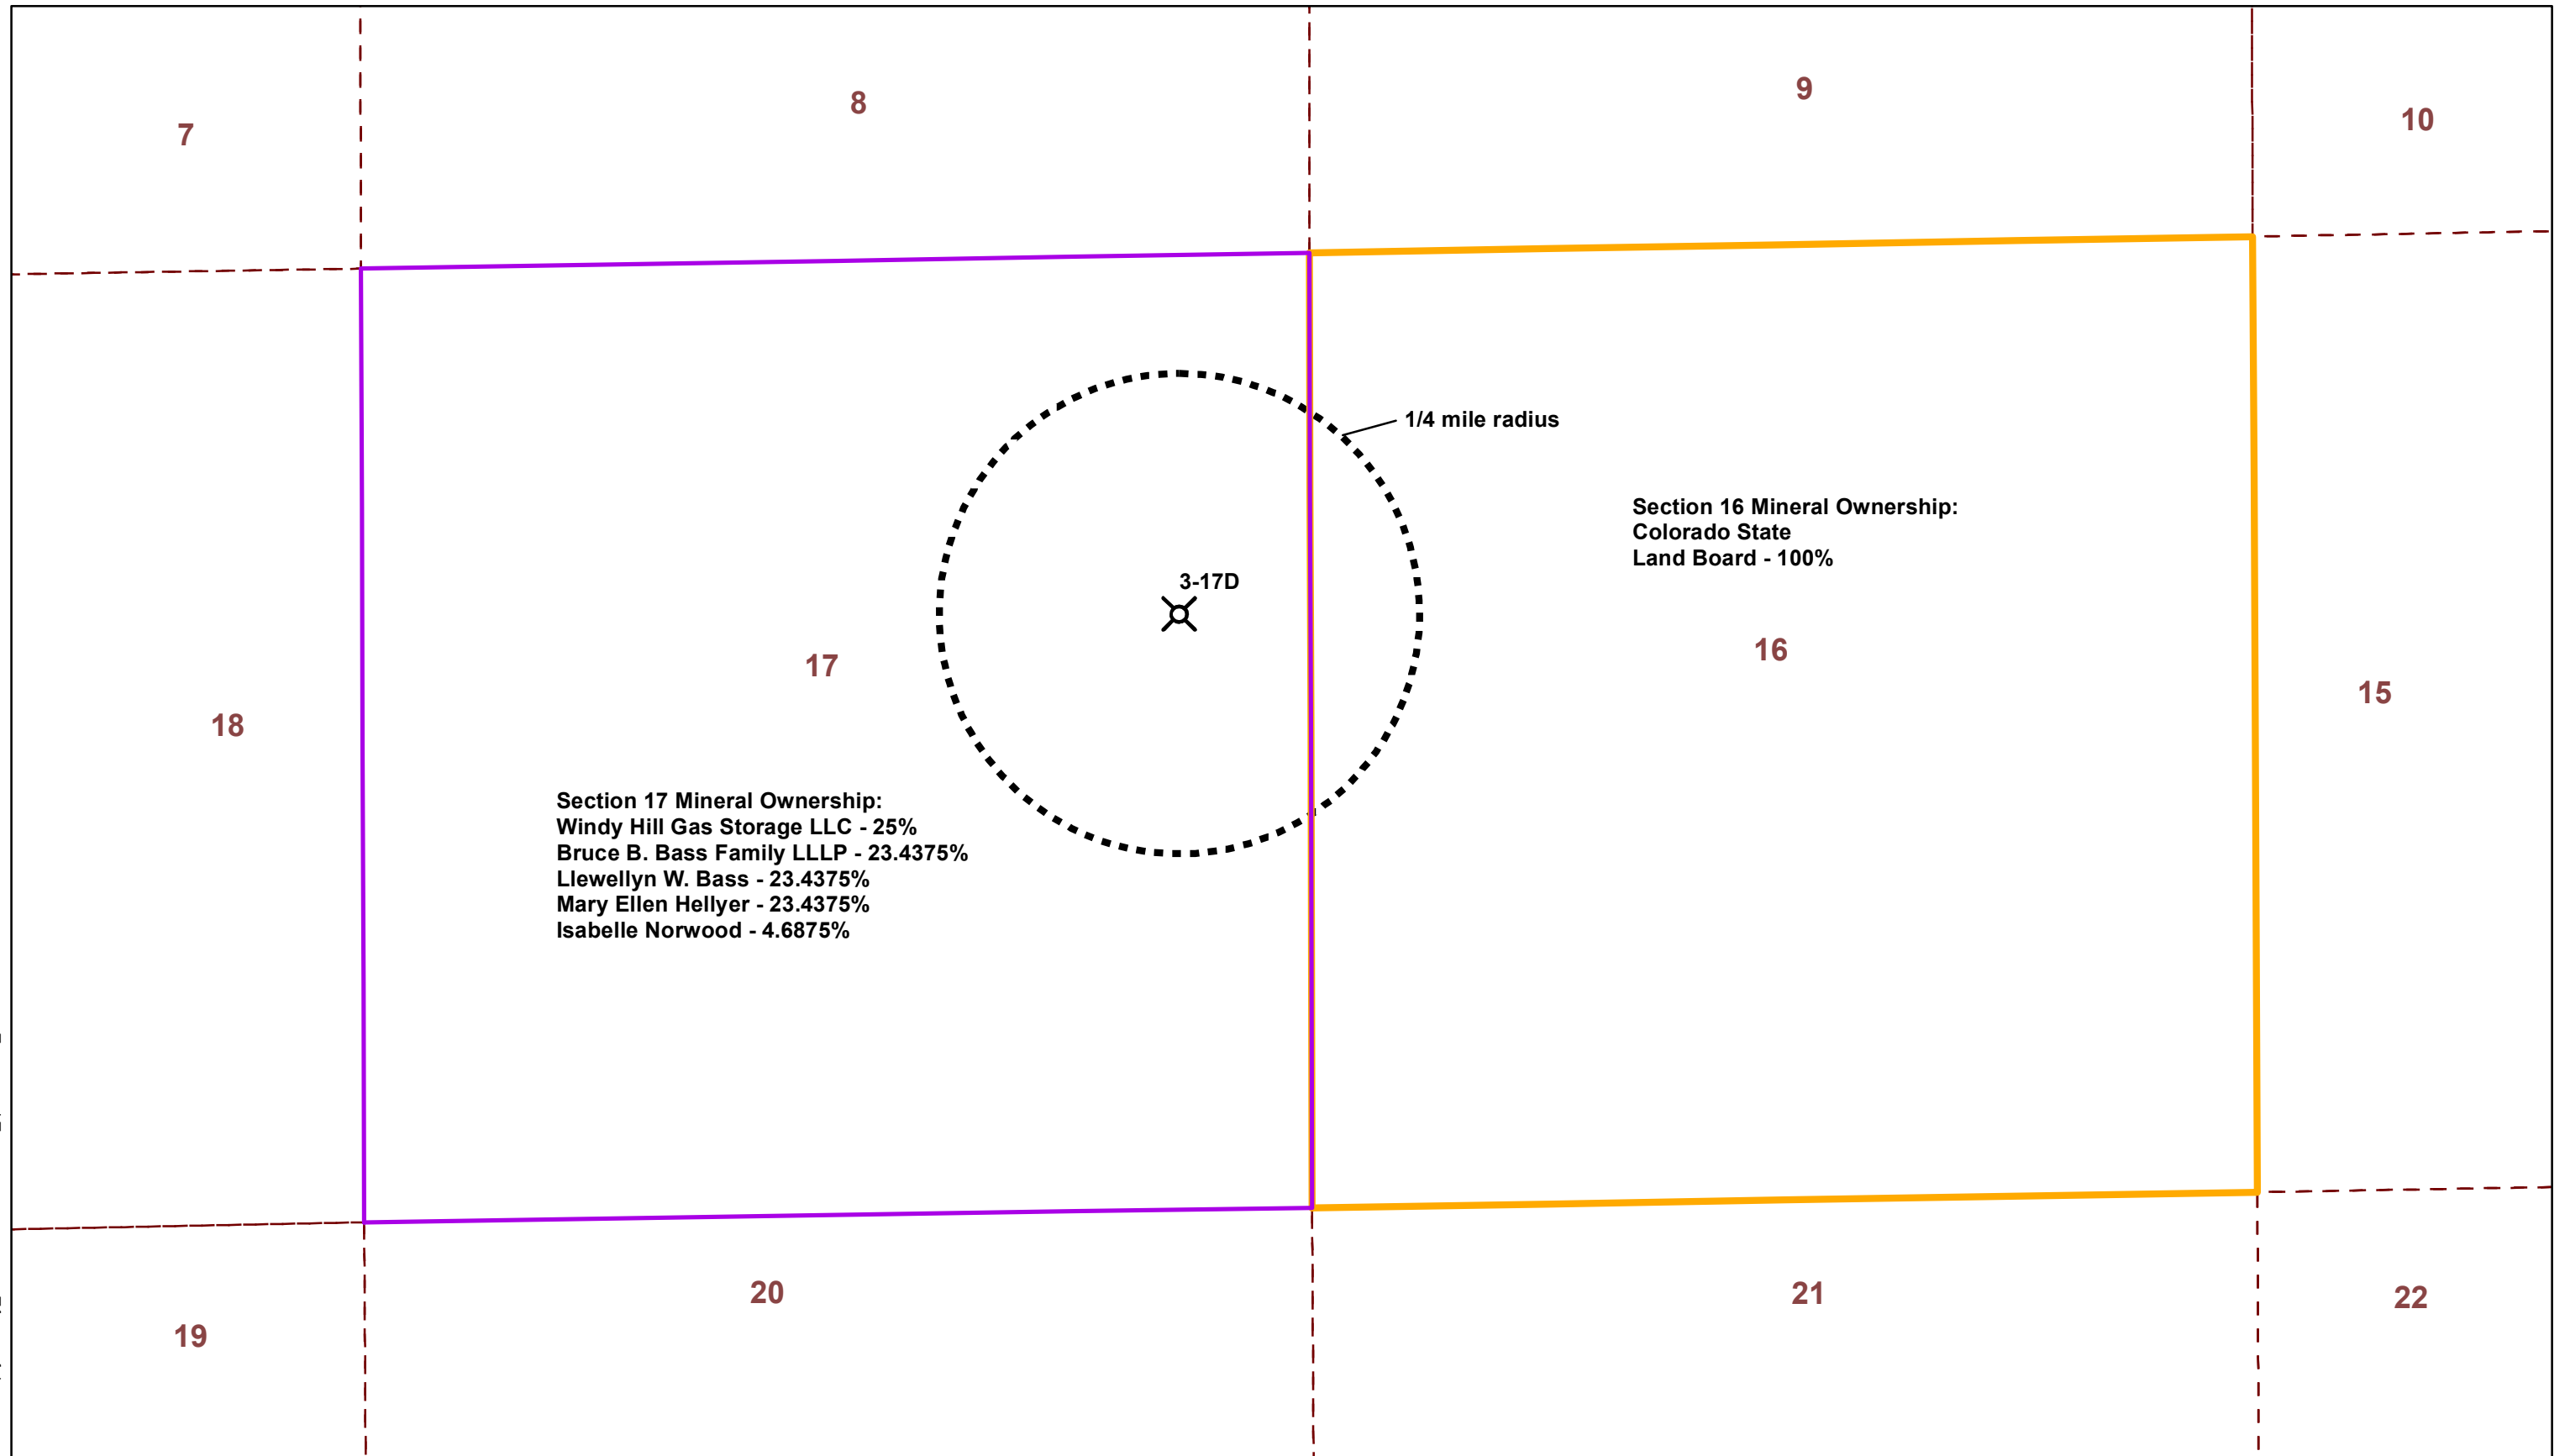 7
8
9
10
1/4 mile radius
Section 16 Mineral Ownership:
Colorado State
Land Board - 100%
3-17D
17
16
18
15
Section 17 Mineral Ownership:
Windy Hill Gas Storage LLC - 25%
Bruce B. Bass Family LLLP - 23.4375%
Llewellyn W. Bass - 23.4375%
Mary Ellen Hellyer - 23.4375%
Isabelle Norwood - 4.6875%
19
20
21
22